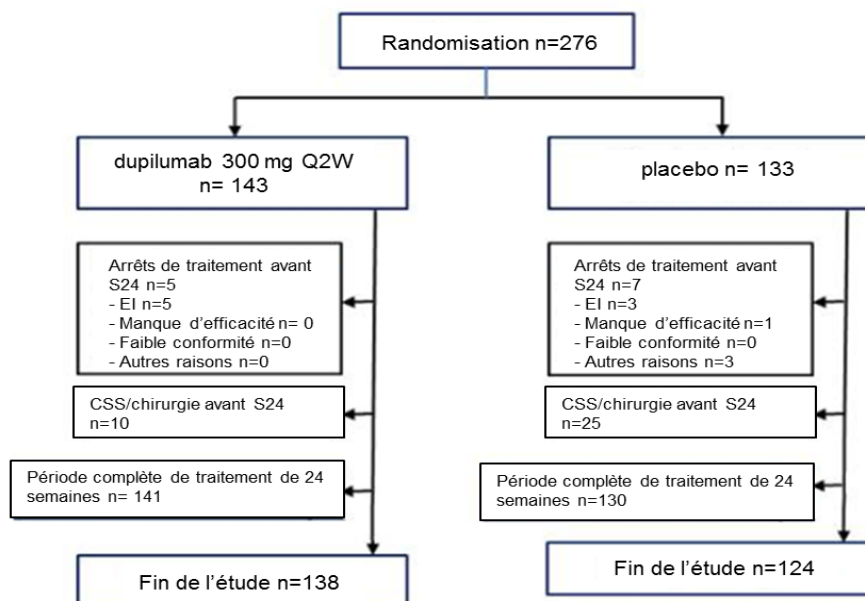 Randomisation n=276
dupilumab 300 mg Q2W
n= 143
Arrêts de traitement avant
S24 n=5
- EI n=5
- Manque d'efficacité n= 0
- Faible conformité n=0
- Autres raisons n=0
CSS/chirurgie avant S24
n=10
Période complète de traitement de 24
semaines n= 141
Fin de l'étude n=138
placebo n= 133
Arrêts de traitement avant
S24 n=7
- EI n=3
- Manque d'efficacité n=1
- Faible conformité n=0
- Autres raisons n=3
CSS/chirurgie avant S24
n=25
Période complète de traitement de 24
semaines n=130
Fin de l'étude n=124